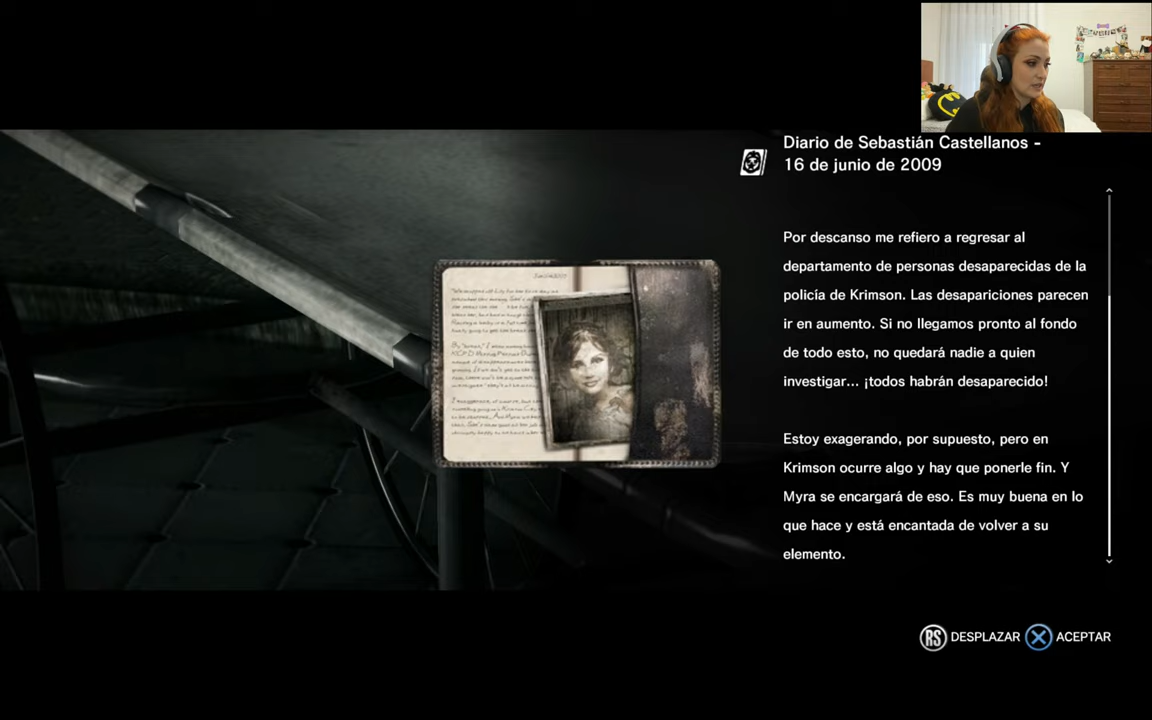 Diario de Sebastián Castellanos -
16 de junio de 2009
Por descanso me refiero a regresar al
departamento de personas desaparecidas de la
policía de Krimson. Las desapariciones parecen
ir en aumento. Si no llegamos pronto al fondo
de todo esto, no quedará nadie a quien
investigar... ¡todos habrán desaparecido!
Estoy exagerando, por supuesto, pero en
Krimson ocurre algo y hay que ponerle fin. Y
Myra se encargará de eso. Es muy buena en lo
que hace y está encantada de volver a su
elemento.
RS DESPLAZAR ACEPTAR